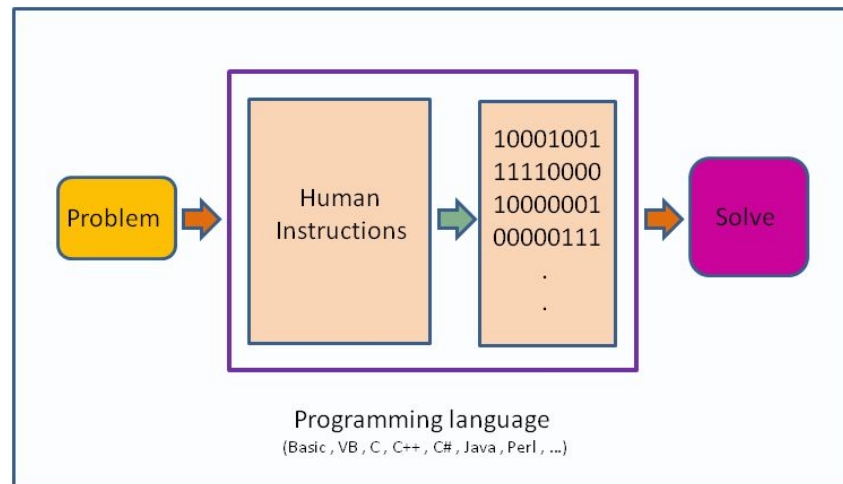 Problem
Human
Instructions
10001001
11110000
10000001
00000111
.
.
Solve
Programming language
(Basic , VB , C , C++ , C# , Java , Perl , ...)